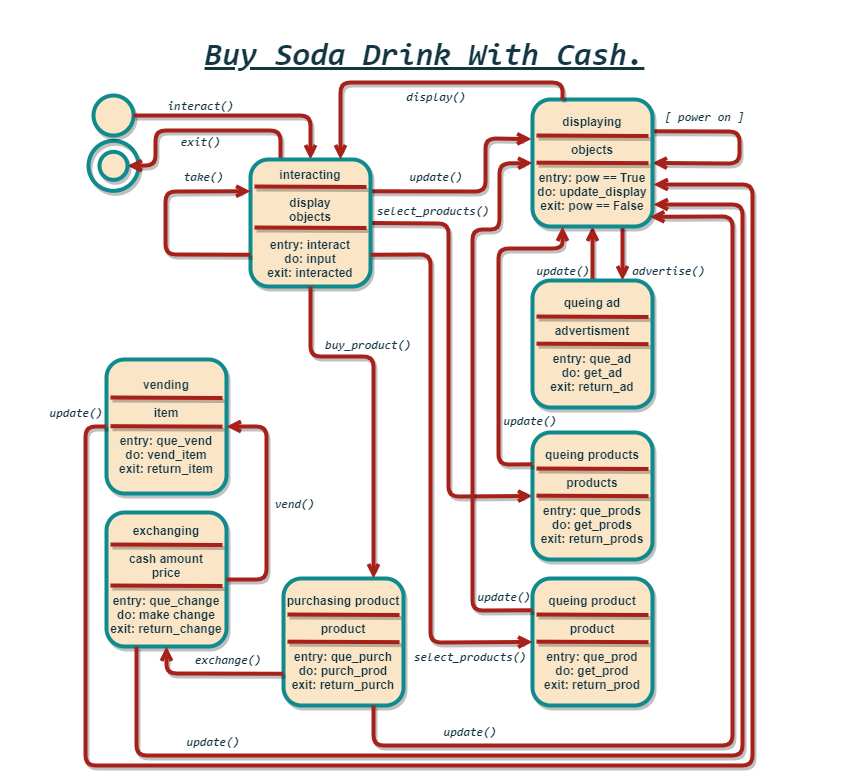 Buy Soda Drink With Cash.
interact()
exit()
take()
interacting
display
objects
entry: interact
do: input
exit: interacted
display()
update()
select_products()
displaying
objects
entry: pow == True
do: update_display
exit: pow == False
[ power on ]
update()
advertise()
queing ad
advertisment
entry: que_ad
do: get_ad
exit: return_ad
buy_product()
update()
vending
item
entry: que_vend
do: vend_item
exit: return_item
vend()
update()
queing products
products
entry: que_prods
do: get_prods
exit: return_prods
exchanging
cash amount
price
entry: que_change
do: make change
exit: return_change
exchange()
purchasing product
product
entry: que_purch
do: purch_prod
exit: return_purch
update()
select_products()
queing product
product
entry: que_prod
do: get_prod
exit: return_prod
update()
update()